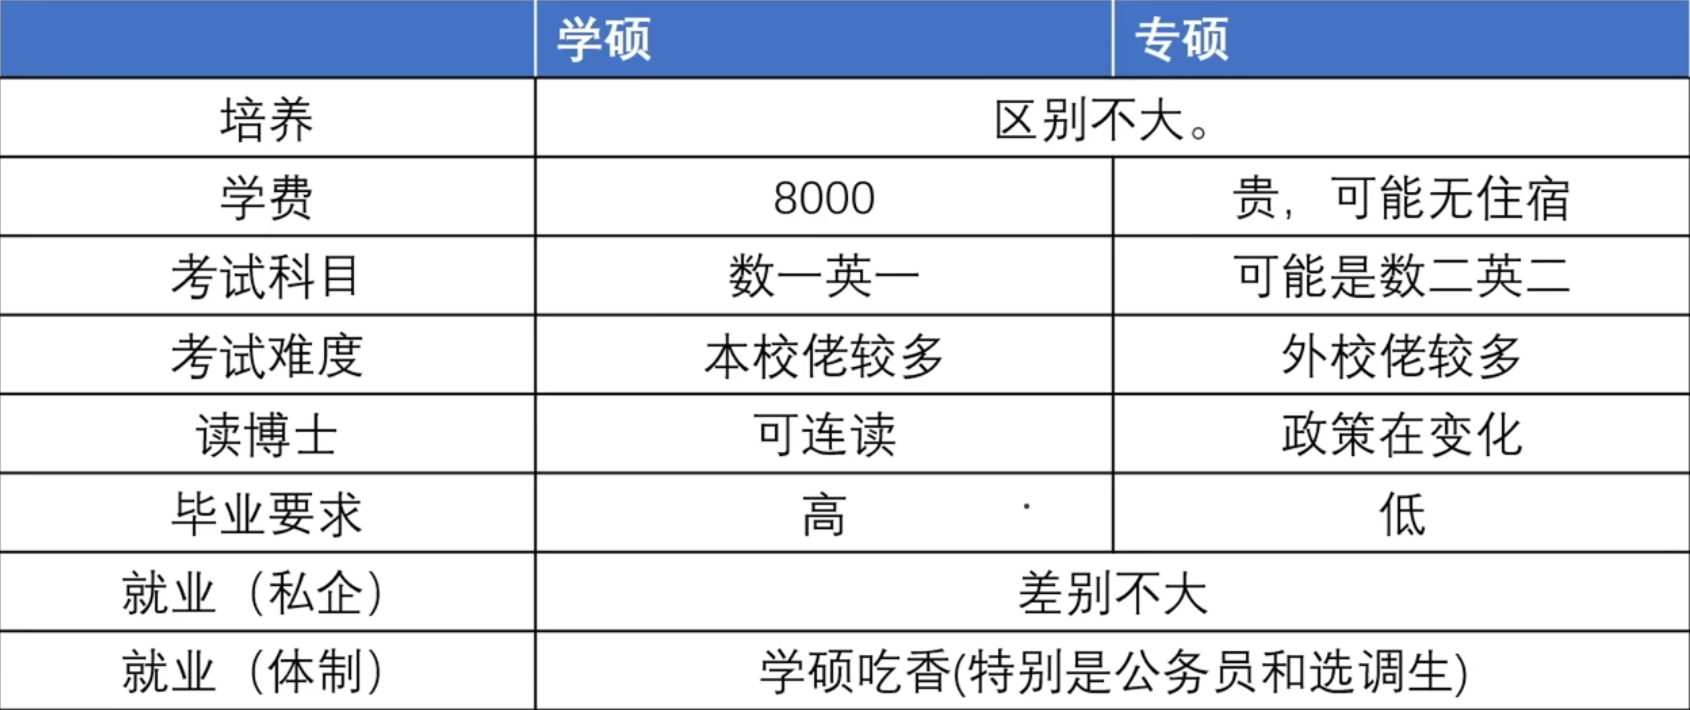 学硕 专硕
培养 区别不大。
学费 8000 贵，可能无住宿
考试科目 数一英一 可能是数二英二
考试难度 本校佬较多 外校佬较多
读博士 可连读 政策在变化
毕业要求 高 低
就业（私企） 差别不大
就业（体制） 学硕吃香(特别是公务员和选调生)